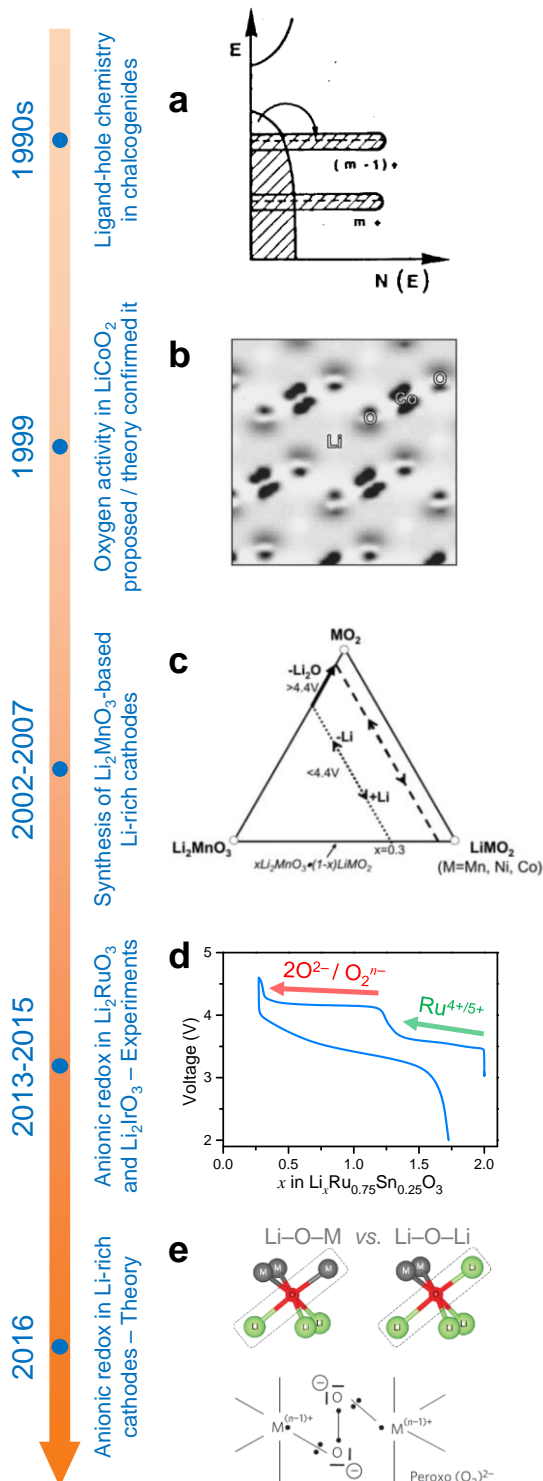 1990s
Ligand-hole chemistry
in chalcogenides
a
E
(m-1)+
m+
N(E)
1999
Oxygen activity in LiCoO2
proposed / theory confirmed it
b
O
Co
O
Li
2002-2007
Synthesis of Li2MnO3-based
Li-rich cathodes
c
MO2
-Li2O
>4.4V
-Li
<4.4V
+Li
Li2MnO3
x=0.3
LiMO2
xLi2MnO3•(1-x)LiMO2
(M=Mn, Ni, Co)
2013-2015
Anionic redox in Li2RuO3
and Li2IrO3 – Experiments
d
5
2O2–/ O2n–
Ru4+/5+
4
Voltage (V)
3
2
0.0
0.5
1.0
1.5
2.0
x in LixRu0.75Sn0.25O3
2016
Anionic redox in Li-rich
cathodes – Theory
e
Li–O–M vs. Li–O–Li
M
M
M
O
Li
Li
Li
M
M
Li
O
Li
Li
Li
O
M(n-1)+
M(n-1)+
O
Peroxo (O2)2–